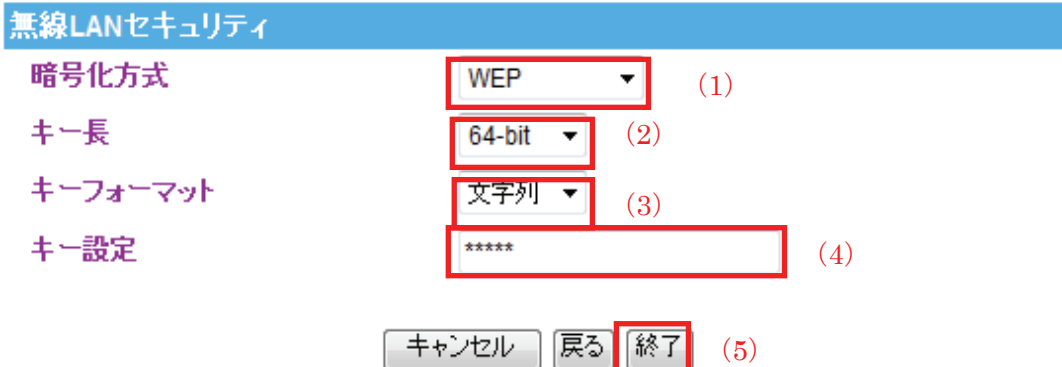 無線LANセキュリティ
暗号化方式 WEP (1)
キー長 64-bit (2)
キーフォーマット 文字列 (3)
キー設定 ***** (4)
キャンセル 戻る 終了 (5)